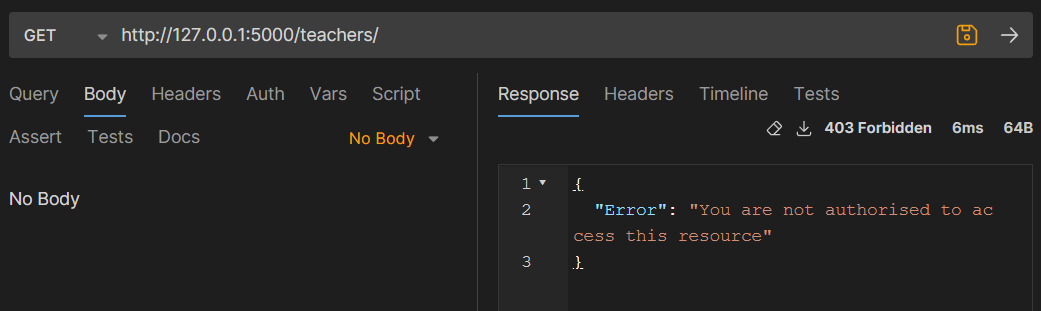 GET http://127.0.0.1:5000/teachers/
Query Body Headers Auth Vars Script
Assert Tests Docs No Body
No Body
Response Headers Timeline Tests
403 Forbidden 6ms 64B
1 {
2 "Error": "You are not authorised to ac
cess this resource"
3 }